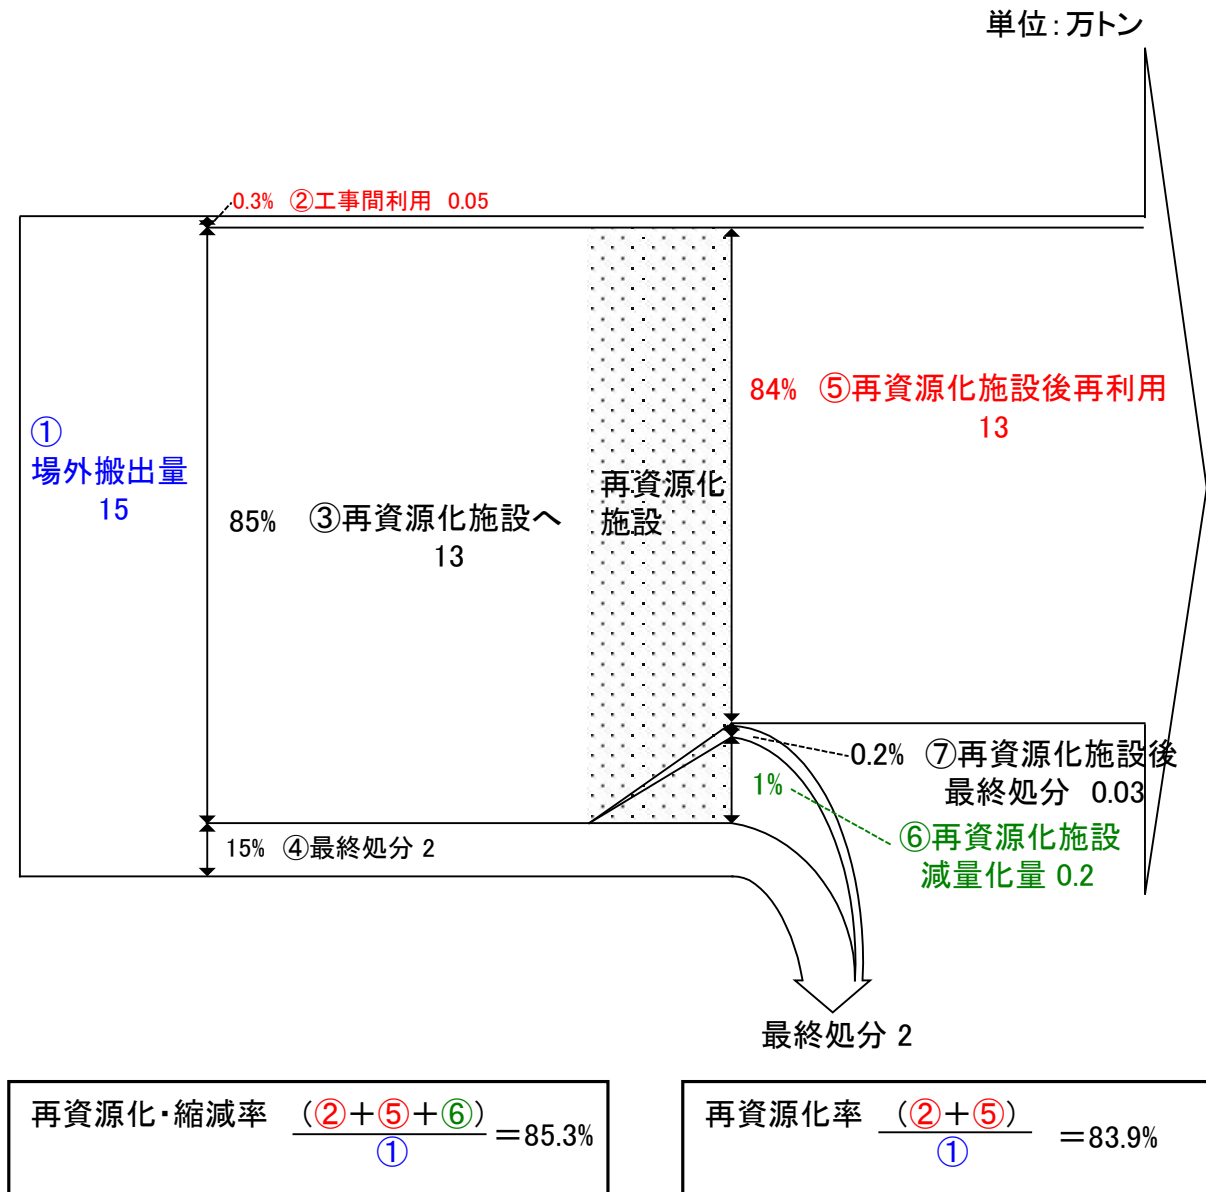 単位：万トン
0.3% ②工事間利用 0.05
①
場外搬出量
15
85% ③再資源化施設へ
13
再資源化
施設
84% ⑤再資源化施設後再利用
13
0.2% ⑦再資源化施設後
最終処分 0.03
1%
⑥再資源化施設
減量化量 0.2
15% ④最終処分 2
最終処分 2
再資源化・縮減率 （②＋⑤＋⑥） ＝85.3%
①
再資源化率 （②＋⑤） ＝83.9%
①